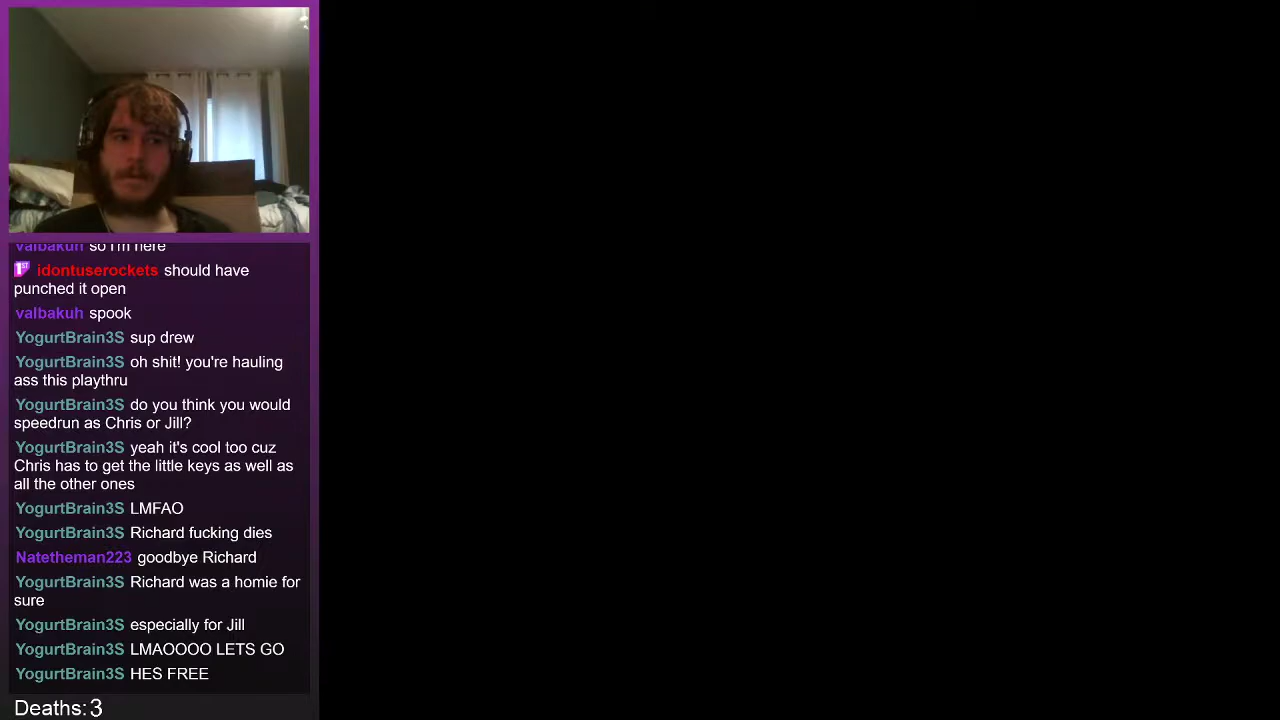 valbakuh so i'm here
idontuserockets should have
punched it open
valbakuh spook
YogurtBrain3S sup drew
YogurtBrain3S oh shit! you're hauling
ass this playthru
YogurtBrain3S do you think you would
speedrun as Chris or Jill?
YogurtBrain3S yeah it's cool too cuz
Chris has to get the little keys as well as
all the other ones
YogurtBrain3S LMFAO
YogurtBrain3S Richard fucking dies
Natetheman223 goodbye Richard
YogurtBrain3S Richard was a homie for
sure
YogurtBrain3S especially for Jill
YogurtBrain3S LMAOOOO LETS GO
YogurtBrain3S HES FREE
Deaths:3